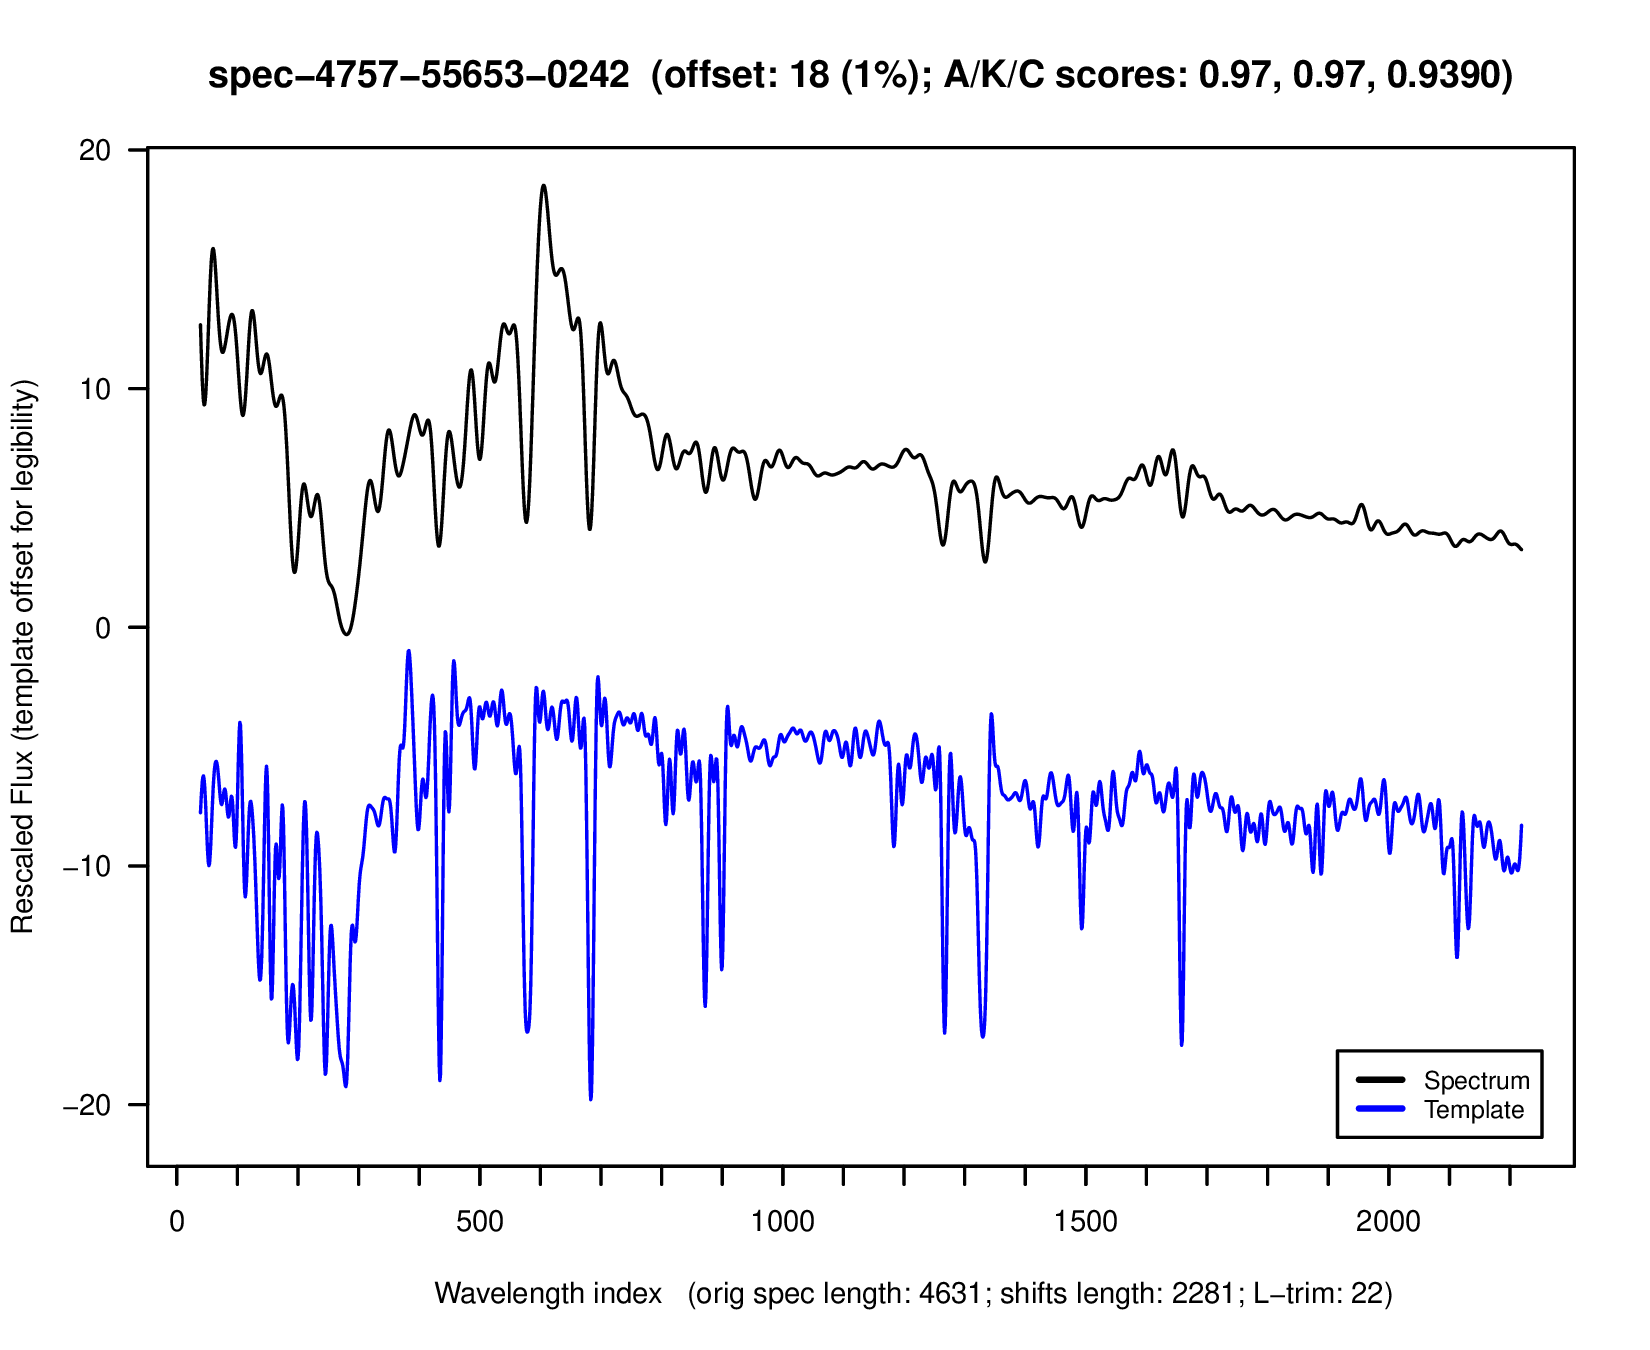 spec−4757−55653−0242  (offset: 18 (1%); A/K/C scores: 0.97, 0.97, 0.9390)
Rescaled Flux (template offset for legibility)
20
10
0
−10
−20
Spectrum
Template
0 500 1000 1500 2000
Wavelength index   (orig spec length: 4631; shifts length: 2281; L−trim: 22)